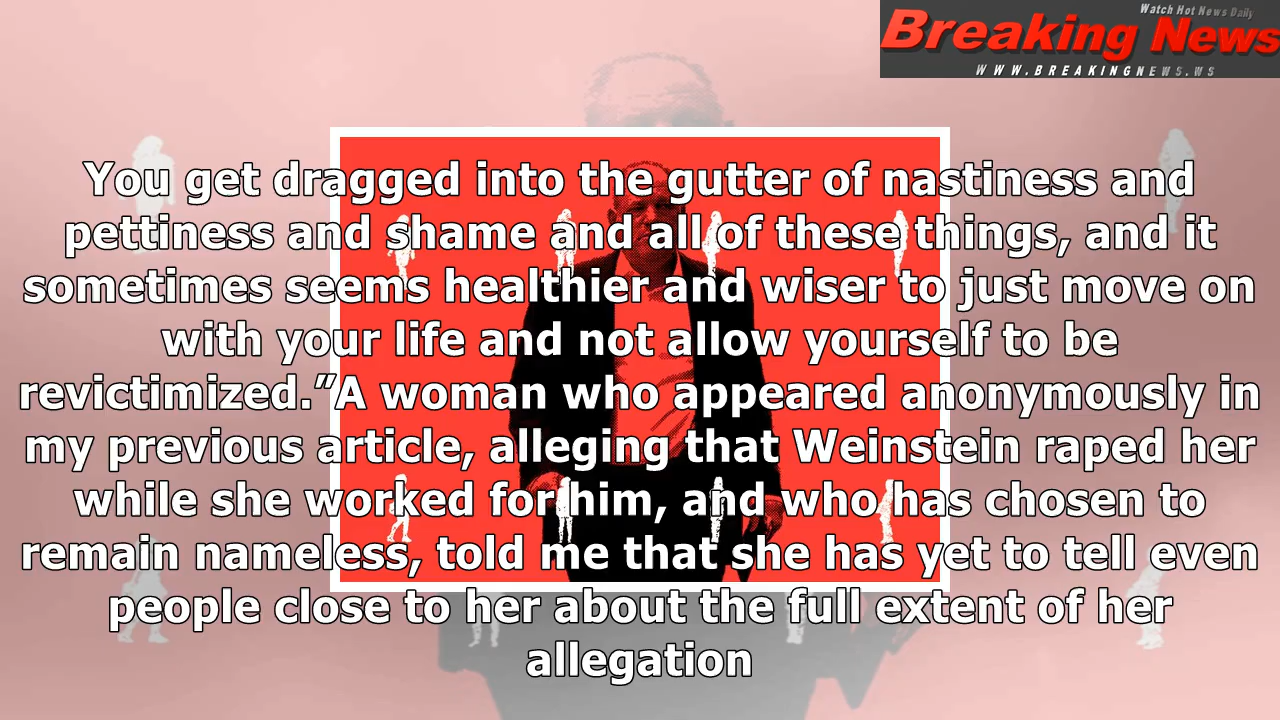 Watch Hot News Daily
Breaking News
WWW.BREAKINGNEWS.WS
You get dragged into the gutter of nastiness and
pettiness and shame and all of these things, and it
sometimes seems healthier and wiser to just move on
with your life and not allow yourself to be
revictimized.”A woman who appeared anonymously in
my previous article, alleging that Weinstein raped her
while she worked for him, and who has chosen to
remain nameless, told me that she has yet to tell even
people close to her about the full extent of her
allegation